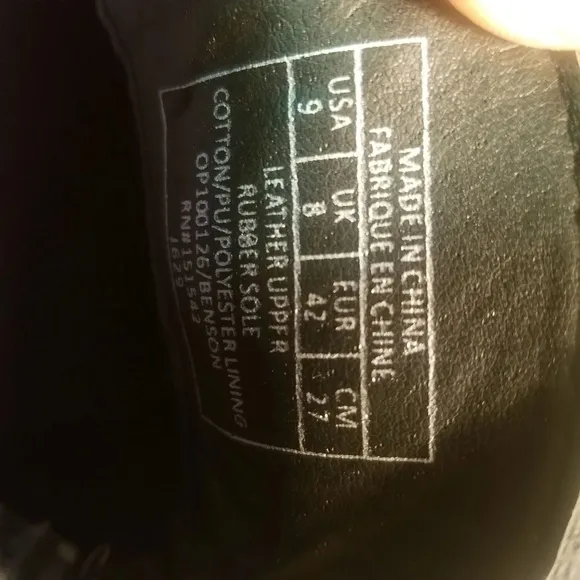 MADE IN CHINA
FABRIQUE EN CHINE
USA UK EUR CM
9 8 42 27
LEATHER UPPER
RUBBER SOLE
COTTON/PU/POLYESTER LINING
OP100126/BENSON
RN#151542